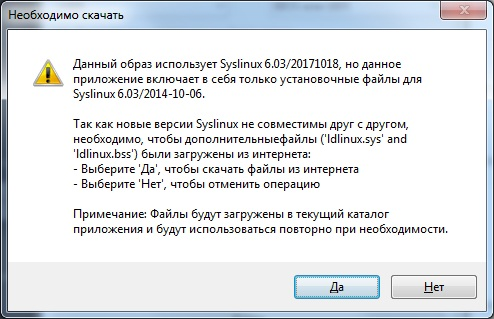 Необходимо скачать
Данный образ использует Syslinux 6.03/20171018, но данное
приложение включает в себя только установочные файлы для
Syslinux 6.03/2014-10-06.
Так как новые версии Syslinux не совместимы друг с другом,
необходимо, чтобы дополнительныефайлы ('ldlinux.sys' and
'ldlinux.bss') были загружены из интернета:
- Выберите 'Да', чтобы скачать файлы из интернета
- Выберите 'Нет', чтобы отменить операцию
Примечание: Файлы будут загружены в текущий каталог
приложения и будут использоваться повторно при необходимости.
Да
Нет